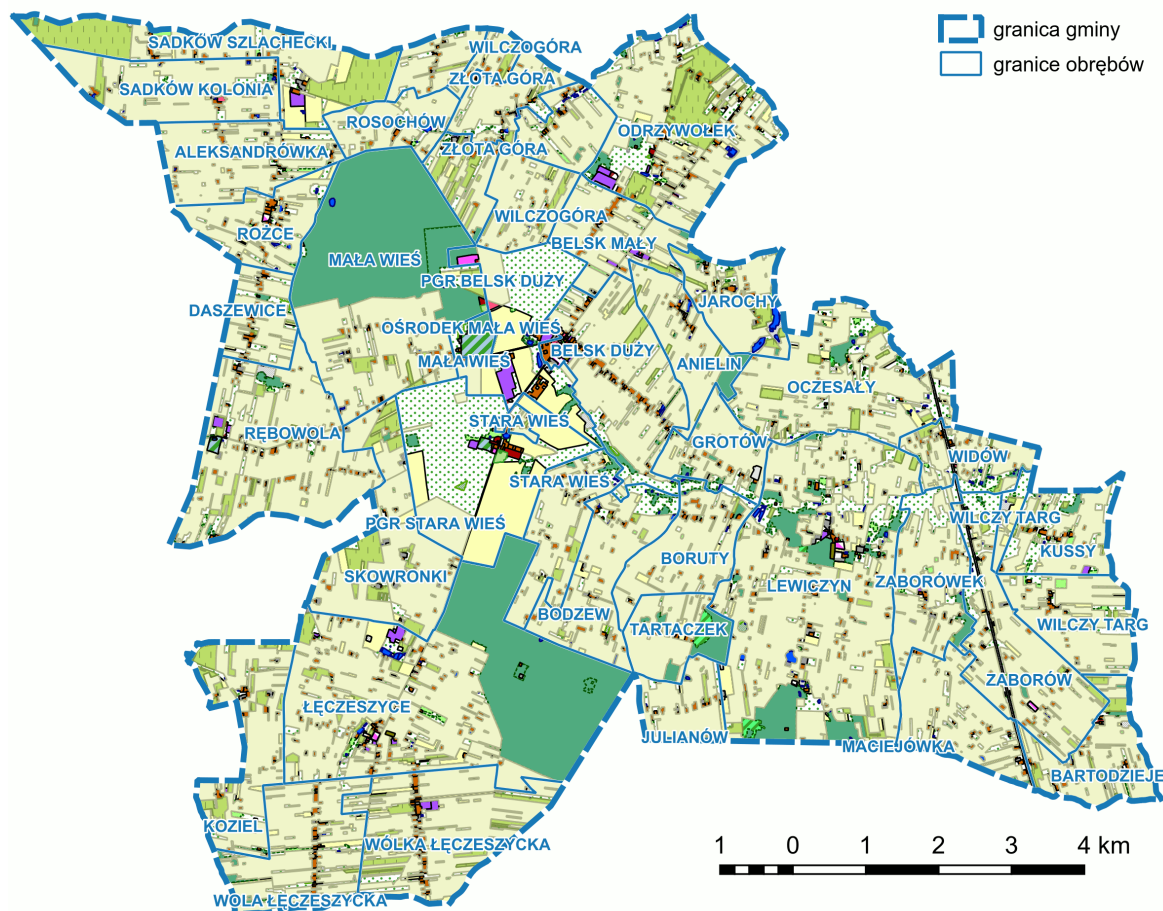 granica gminy
granice obrębów
SADKÓW SZLACHECKI
WILCZOGÓRA
ZŁOTA GÓRA
SADKÓW KOLONIA
ROSOCHÓW
ODRZYWOŁEK
ALEKSANDRÓWKA
ZŁOTA GÓRA
WILCZOGÓRA
ROŻCE
BELSK MAŁY
MAŁA WIEŚ
PGR BELSK DUŻY
JAROCHY
DASZEWICE
OŚRODEK MAŁA WIEŚ
BELSK DUŻY
MAŁA WIEŚ
ANIELIN
OCZESAŁY
STARA WIEŚ
RĘBOWOLA
GROTÓW
WIDÓW
STARA WIEŚ
WILCZY TARG
PGR STARA WIEŚ
KUSSY
BORUTY
SKOWRONKI
LEWICZYN
ZABORÓWEK
BODZEW
TARTACZEK
WILCZY TARG
ZABORÓW
ŁĘCZESZYCE
JULIANÓW
MACIEJÓWKA
BARTODZIEJE
KOZIEL
WÓLKA ŁĘCZESZYCKA
WOLA ŁĘCZESZYCKA
1 0 1 2 3 4 km